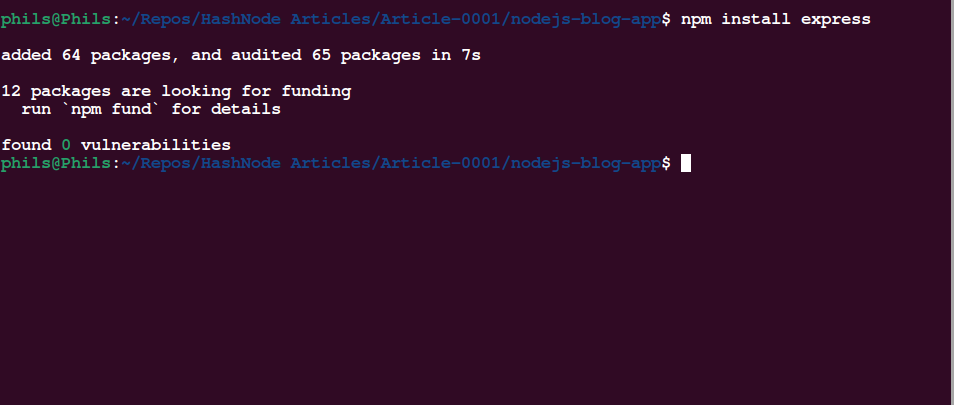 phils@Phils:~/Repos/HashNode Articles/Article-0001/nodejs-blog-app$ npm install express
added 64 packages, and audited 65 packages in 7s
12 packages are looking for funding
  run `npm fund` for details
found 0 vulnerabilities
phils@Phils:~/Repos/HashNode Articles/Article-0001/nodejs-blog-app$